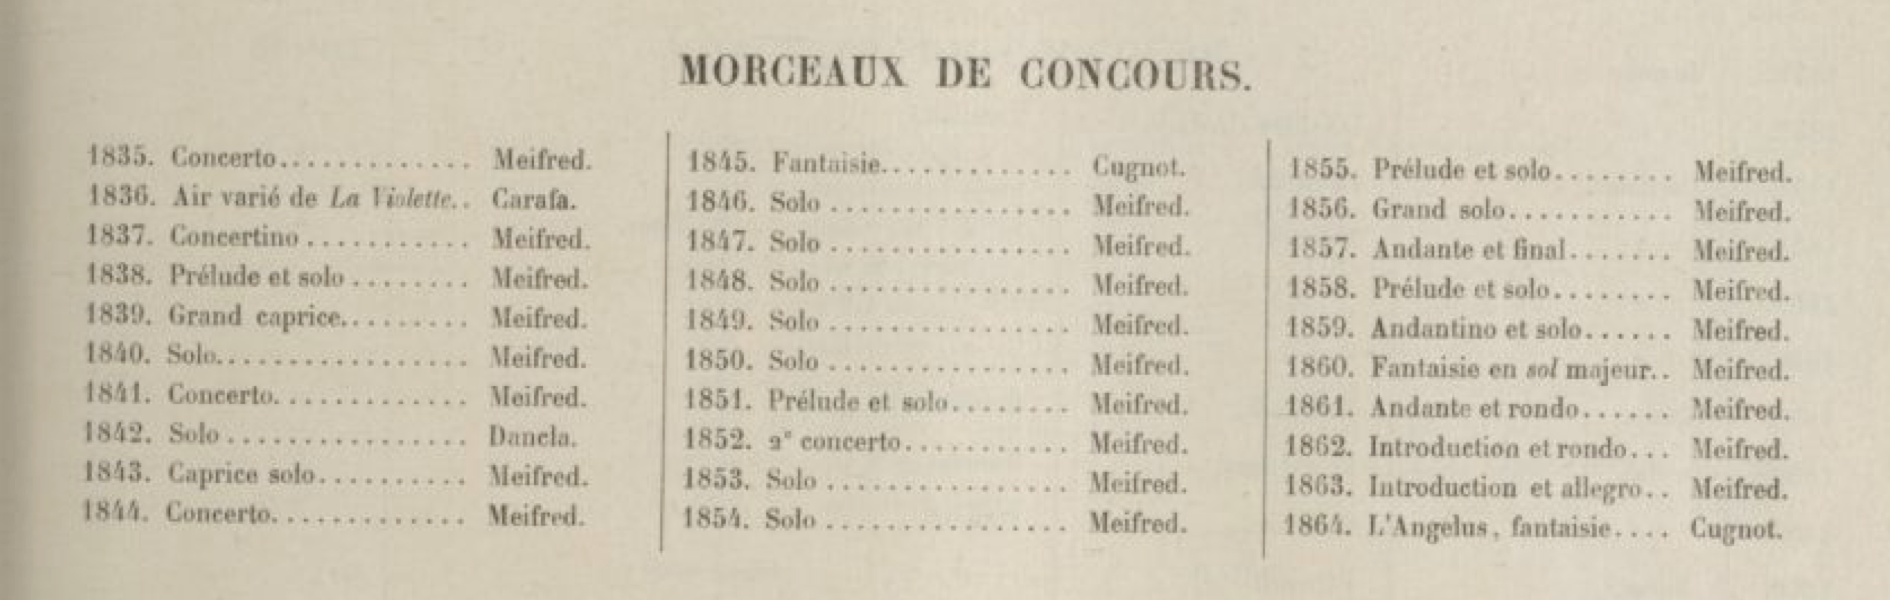 MORCEAUX DE CONCOURS.
1835. Concerto............. Meifred.
1836. Air varié de La Violette.. Carafa.
1837. Concertino........... Meifred.
1838. Prélude et solo........ Meifred.
1839. Grand caprice......... Meifred.
1840. Solo.................. Meifred.
1841. Concerto............. Meifred.
1842. Solo................. Dancla.
1843. Caprice solo.......... Meifred.
1844. Concerto............. Meifred.
1845. Fantaisie............. Cugnot.
1846. Solo................. Meifred.
1847. Solo................. Meifred.
1848. Solo................. Meifred.
1849. Solo................. Meifred.
1850. Solo................. Meifred.
1851. Prélude et solo........ Meifred.
1852. 2e concerto........... Meifred.
1853. Solo................. Meifred.
1854. Solo................. Meifred.
1855. Prélude et solo........ Meifred.
1856. Grand solo........... Meifred.
1857. Andante et final....... Meifred.
1858. Prélude et solo........ Meifred.
1859. Andantino et solo...... Meifred.
1860. Fantaisie en sol majeur.. Meifred.
1861. Andante et rondo...... Meifred.
1862. Introduction et rondo... Meifred.
1863. Introduction et allegro.. Meifred.
1864. L'Angelus, fantaisie.... Cugnot.